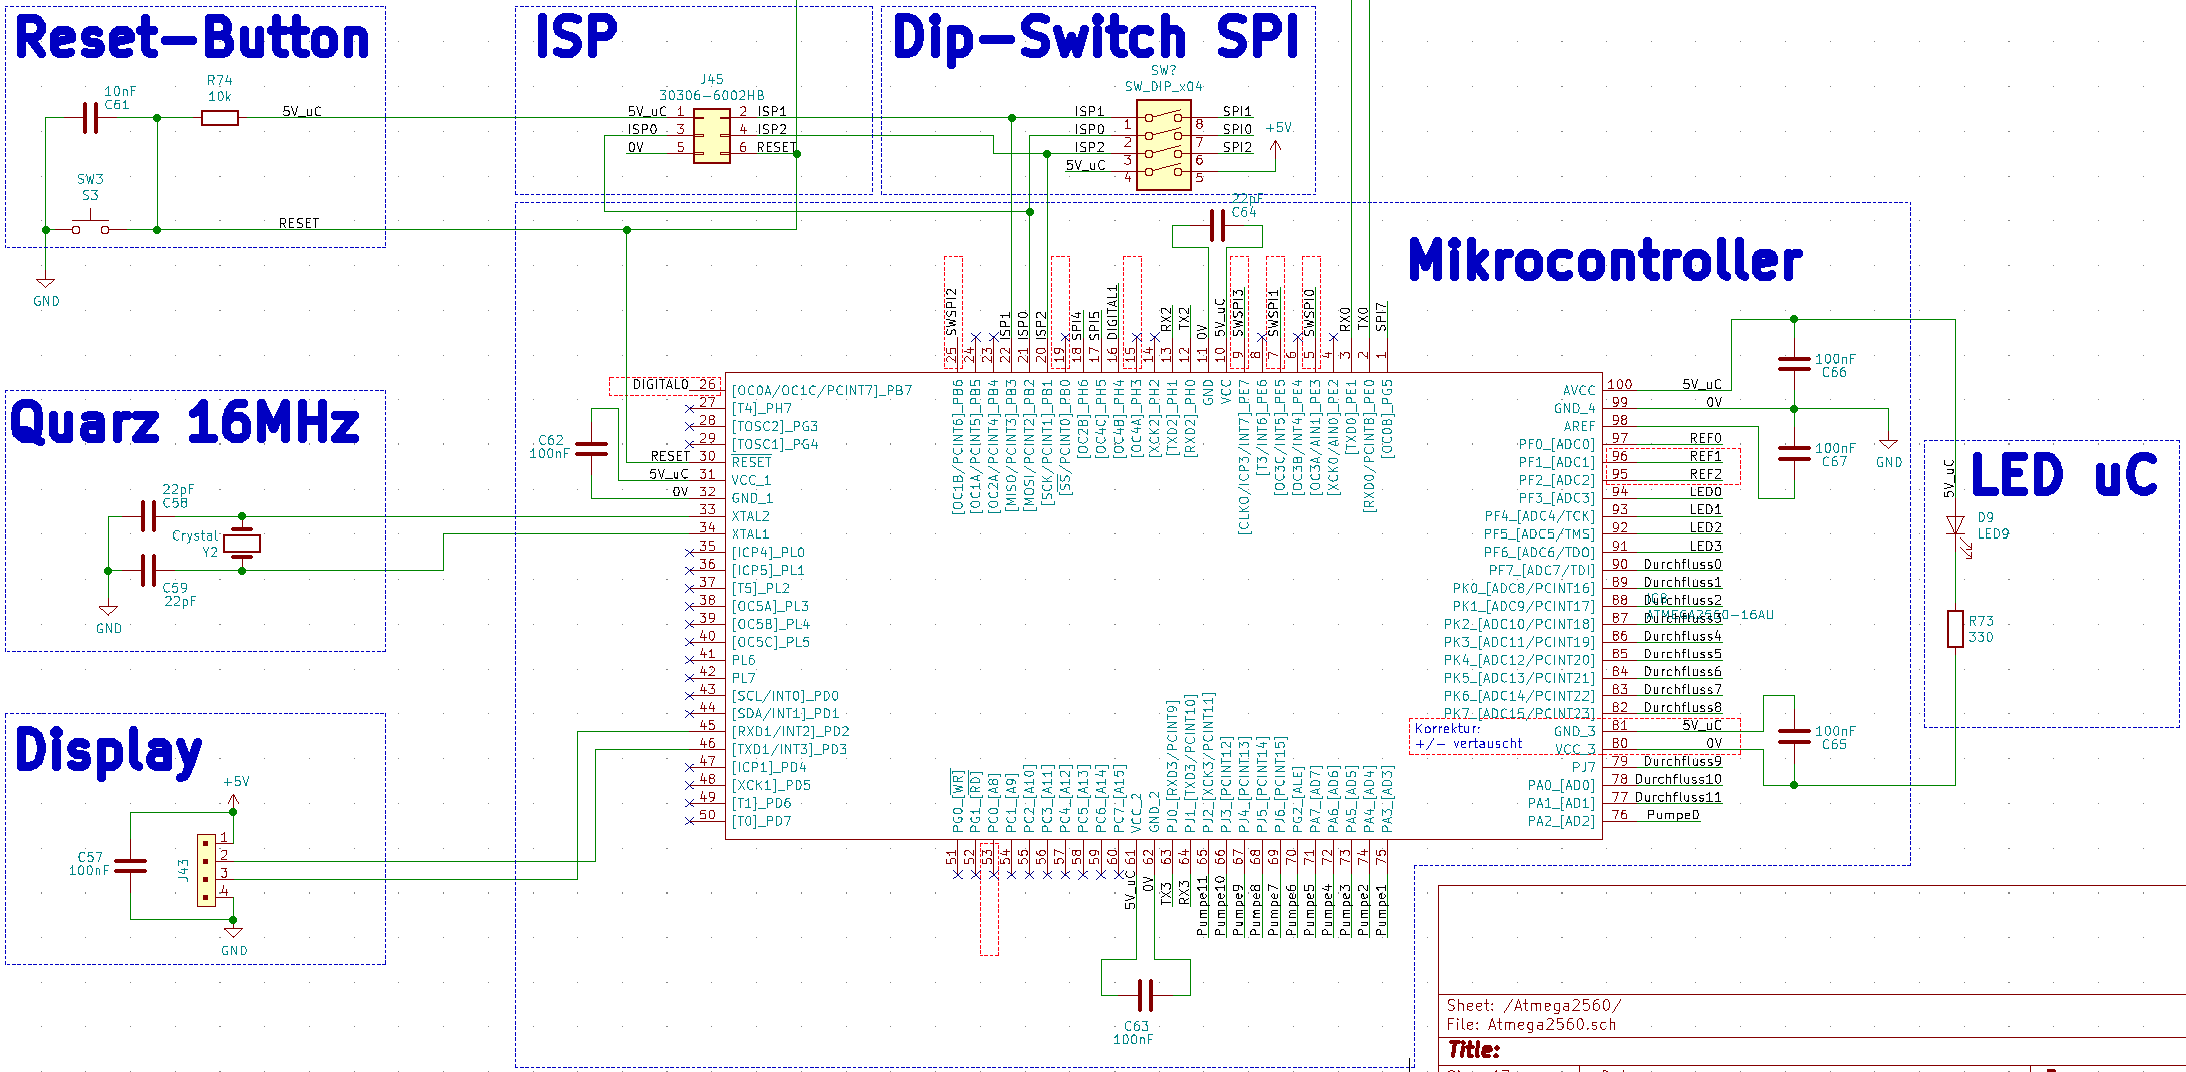 Reset-Button
10nF
C61
R74
10k
5V_uC
SW3
S3
RESET
GND
ISP
J45
30306-6002HB
5V_uC 1 2 ISP1
ISP0 3 4 ISP2
0V 5 6 RESET
Dip-Switch SPI
SW?
SW_DIP_x04
ISP1 1 8 SPI1
ISP0 2 7 SPI0
ISP2 3 6 SPI2
5V_uC 4 5
+5V
Mikrocontroller
22pF
C64
25 SWSPI2
24
23
22 ISP1
21 ISP0
20 ISP2
19
18 SPI4
17 SPI5
16 DIGITAL1
15
14
13 RX2
12 TX2
11 0V
10 5V_uC
9 SWSPI3
8
7 SWSPI1
6
5 SWSPI0
4
3 RX0
2 TX0
1 SPI7
[OC1B/PCINT6]_PB6
[OC1A/PCINT5]_PB5
[OC2A/PCINT4]_PB4
[MISO/PCINT3]_PB3
[MOSI/PCINT2]_PB2
[SCK/PCINT1]_PB1
[SS/PCINT0]_PB0
[OC2B]_PH6
[OC4C]_PH5
[OC4B]_PH4
[OC4A]_PH3
[XCK2]_PH2
[TXD2]_PH1
[RXD2]_PH0
GND
VCC
[CLKO/ICP3/INT7]_PE7
[T3/INT6]_PE6
[OC3C/INT5]_PE5
[OC3B/INT4]_PE4
[OC3A/AIN1]_PE3
[XCK0/AIN0]_PE2
[TXD0]_PE1
[RXD0/PCINT8]_PE0
[OC0B]_PG5
DIGITAL0 26 [OC0A/OC1C/PCINT7]_PB7
27 [T4]_PH7
28 [TOSC2]_PG3
29 [TOSC1]_PG4
RESET 30 RESET
5V_uC 31 VCC_1
0V 32 GND_1
33 XTAL2
34 XTAL1
35 [ICP4]_PL0
36 [ICP5]_PL1
37 [T5]_PL2
38 [OC5A]_PL3
39 [OC5B]_PL4
40 [OC5C]_PL5
41 PL6
42 PL7
43 [SCL/INT0]_PD0
44 [SDA/INT1]_PD1
45 [RXD1/INT2]_PD2
46 [TXD1/INT3]_PD3
47 [ICP1]_PD4
48 [XCK1]_PD5
49 [T1]_PD6
50 [T0]_PD7
C62
100nF
AVCC 100 5V_uC
GND_4 99 0V
AREF 98
PF0_[ADC0] 97 REF0
PF1_[ADC1] 96 REF1
PF2_[ADC2] 95 REF2
PF3_[ADC3] 94 LED0
PF4_[ADC4/TCK] 93 LED1
PF5_[ADC5/TMS] 92 LED2
PF6_[ADC6/TDO] 91 LED3
PF7_[ADC7/TDI] 90 Durchfluss0
PK0_[ADC8/PCINT16] 89 Durchfluss1
PK1_[ADC9/PCINT17] 88 Durchfluss2
PK2_[ADC10/PCINT18] 87 Durchfluss3
PK3_[ADC11/PCINT19] 86 Durchfluss4
PK4_[ADC12/PCINT20] 85 Durchfluss5
PK5_[ADC13/PCINT21] 84 Durchfluss6
PK6_[ADC14/PCINT22] 83 Durchfluss7
PK7_[ADC15/PCINT23] 82 Durchfluss8
GND_3 81 5V_uC
VCC_3 80 0V
PJ7 79 Durchfluss9
PA0_[AD0] 78 Durchfluss10
PA1_[AD1] 77 Durchfluss11
PA2_[AD2] 76 PumpeD
ATMEGA2560-16AU
Korrektur:
+/- vertauscht
100nF
C66
100nF
C67
GND
100nF
C65
PG0_[WR]
PG1_[RD]
PC0_[A8]
PC1_[A9]
PC2_[A10]
PC3_[A11]
PC4_[A12]
PC5_[A13]
PC6_[A14]
PC7_[A15]
VCC_2
GND_2
PJ0_[RXD3/PCINT9]
PJ1_[TXD3/PCINT10]
PJ2_[XCK3/PCINT11]
PJ3_[PCINT12]
PJ4_[PCINT13]
PJ5_[PCINT14]
PJ6_[PCINT15]
PG2_[ALE]
PA7_[AD7]
PA6_[AD6]
PA5_[AD5]
PA4_[AD4]
PA3_[AD3]
51
52
53
54
55
56
57
58
59
60
61 5V_uC
62 0V
63 TX3
64 RX3
65 Pumpe11
66 Pumpe10
67 Pumpe9
68 Pumpe8
69 Pumpe7
70 Pumpe6
71 Pumpe5
72 Pumpe4
73 Pumpe3
74 Pumpe2
75 Pumpe1
C63
100nF
LED uC
5V_uC
D9
LED9
R73
330
Quarz 16MHz
22pF
C58
Crystal
Y2
C59
22pF
GND
Display
+5V
C57
100nF
J43
1
2
3
4
GND
Sheet: /Atmega2560/
File: Atmega2560.sch
Title: